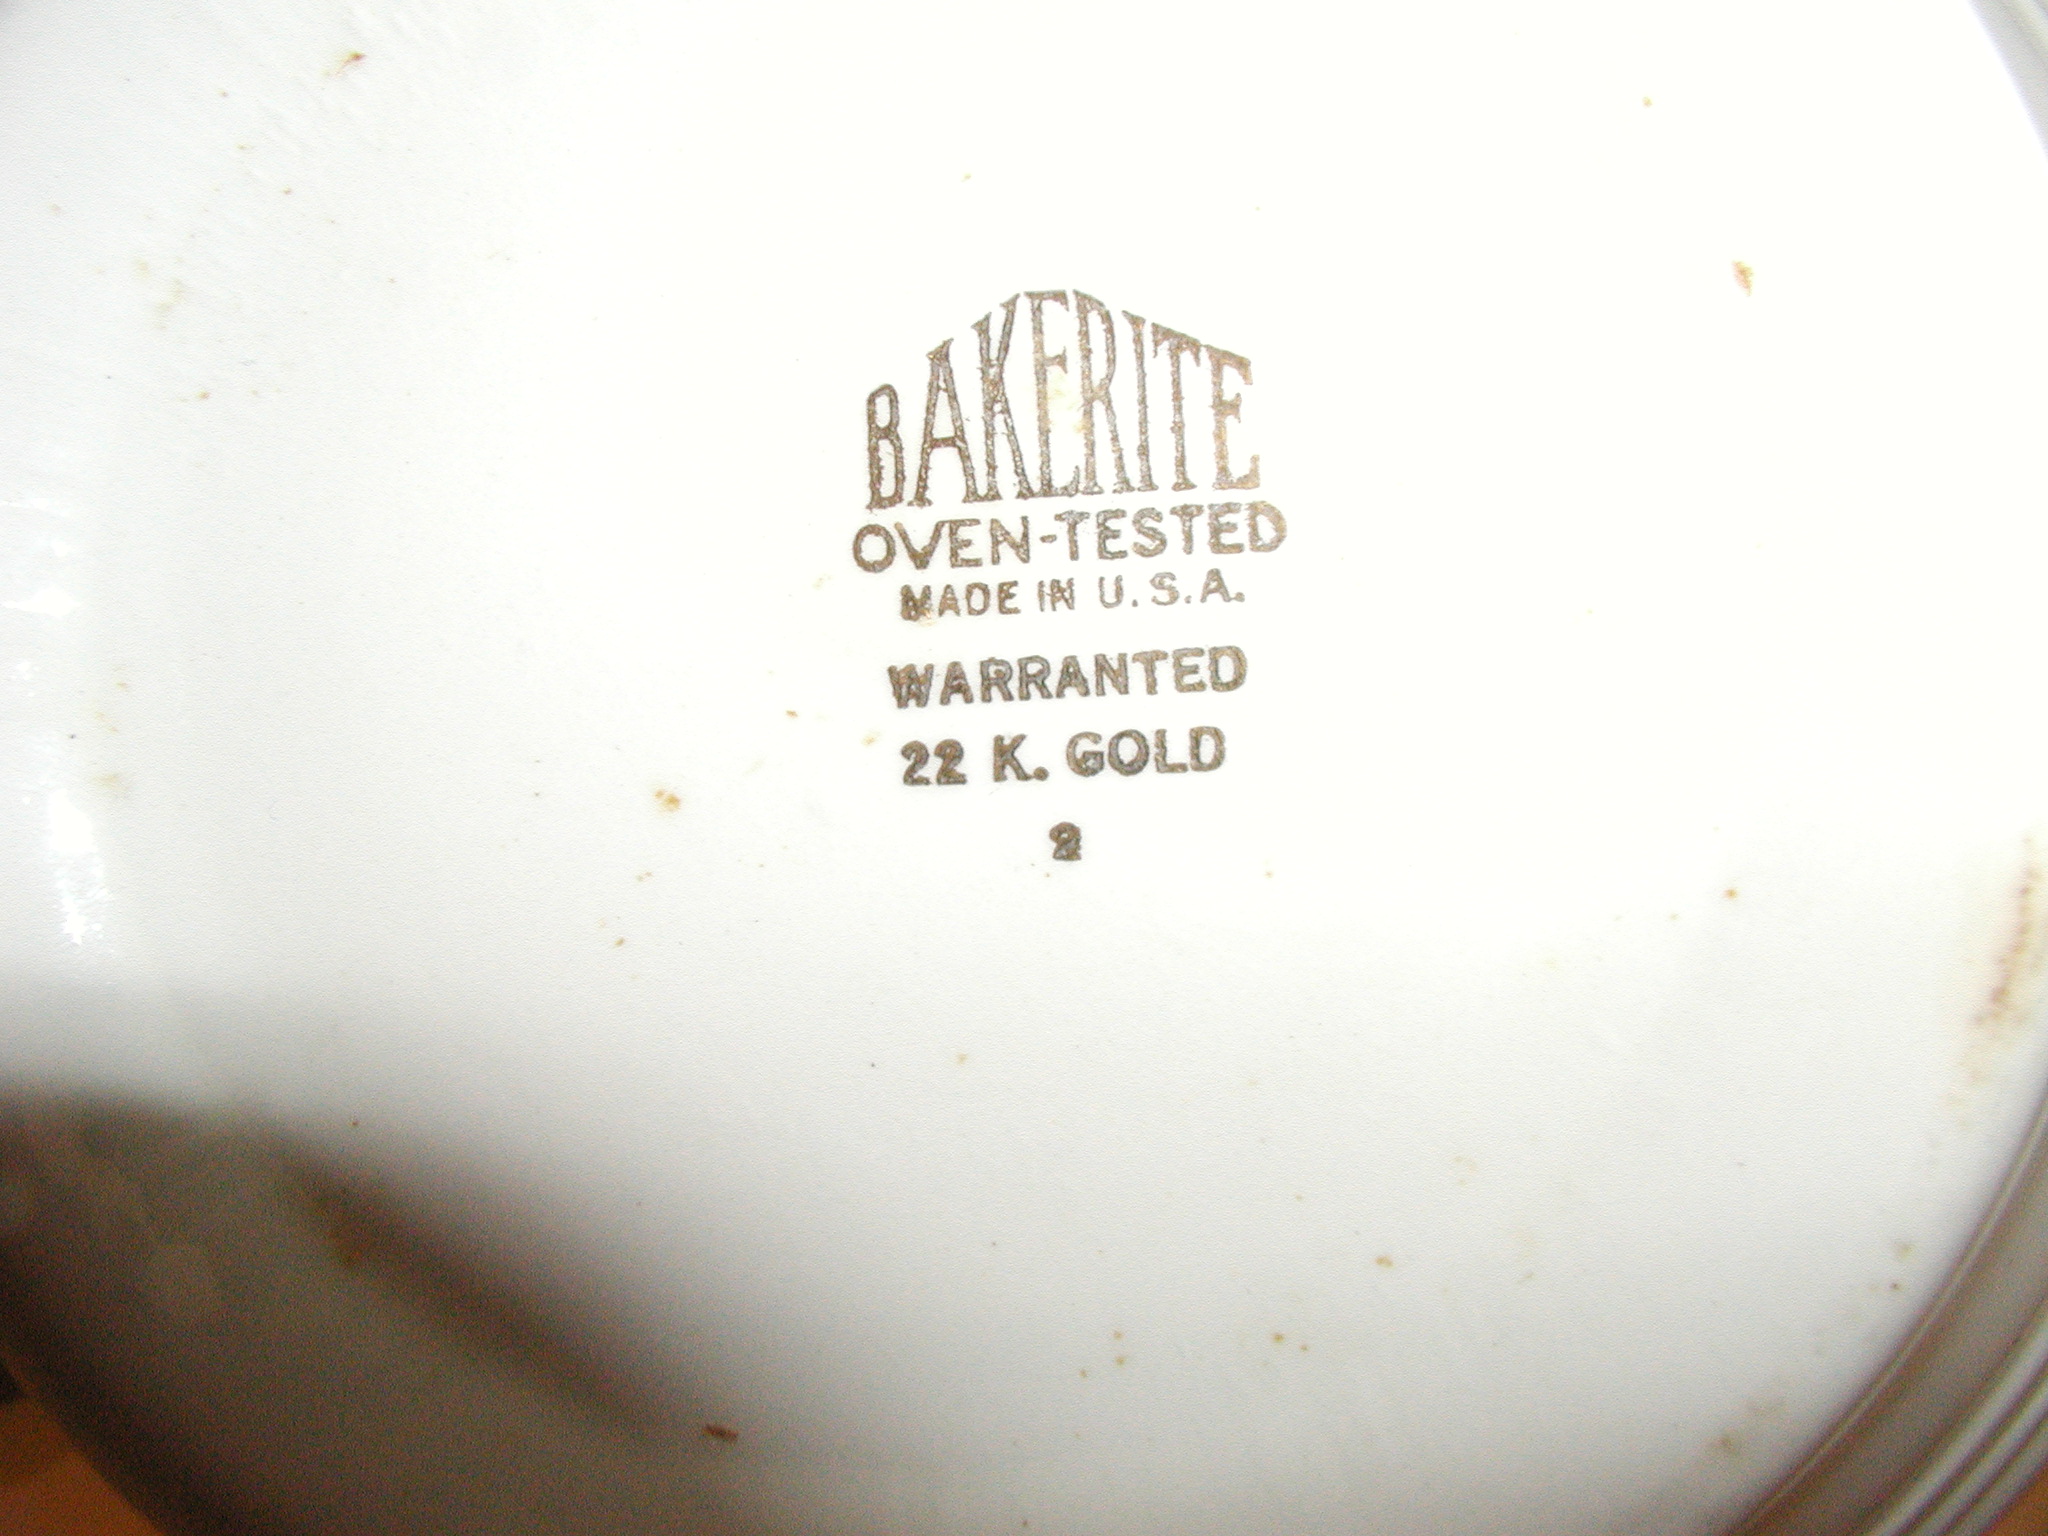 BAKERITE
OVEN-TESTED
MADE IN U.S.A.
WARRANTED
22 K. GOLD
2